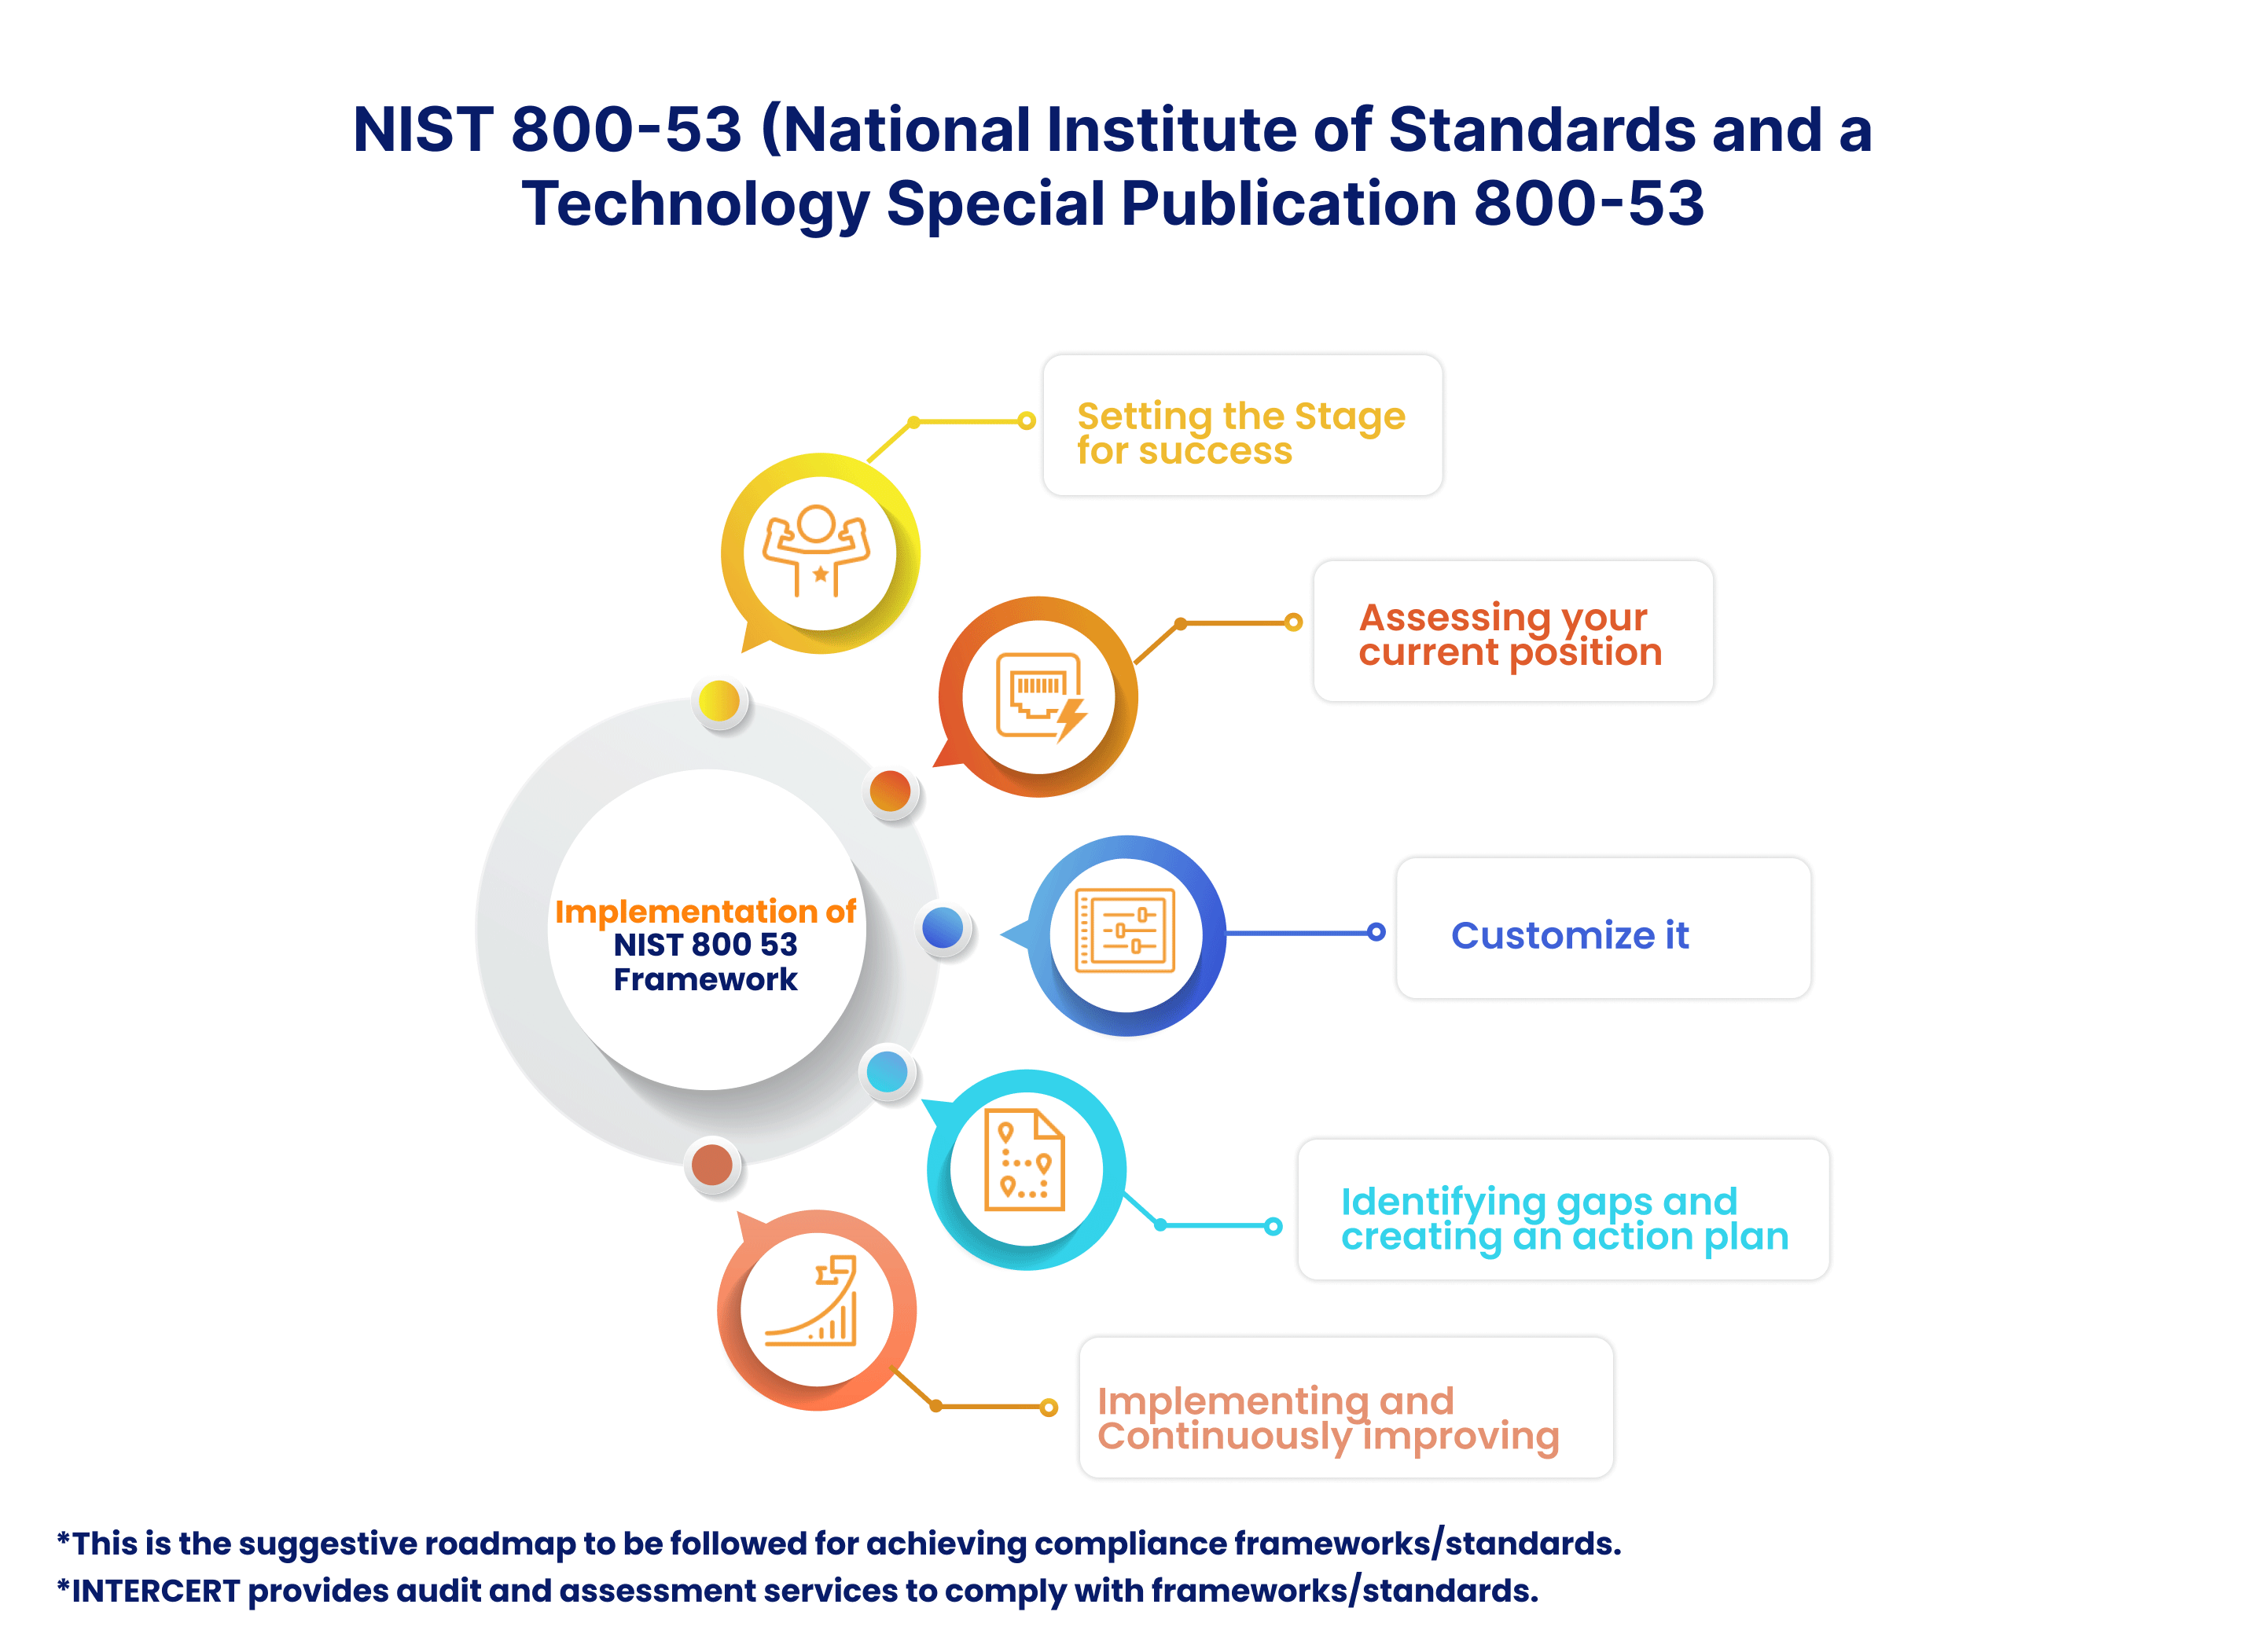 NIST 800-53 (National Institute of Standards and a
Technology Special Publication 800-53
Setting the Stage
for success
Assessing your
current position
Implementation of
NIST 800 53
Framework
Customize it
Identifying gaps and
creating an action plan
Implementing and
Continuously improving
*This is the suggestive roadmap to be followed for achieving compliance frameworks/standards.
*INTERCERT provides audit and assessment services to comply with frameworks/standards.